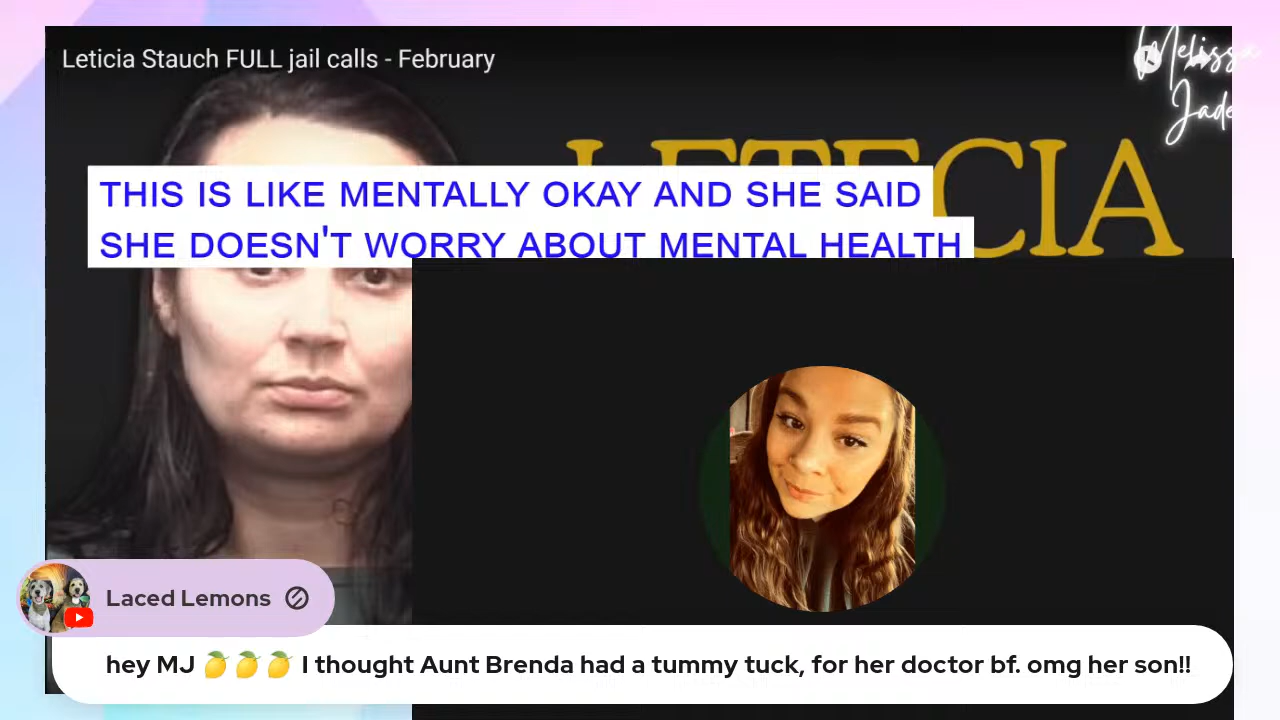 Leticia Stauch FULL jail calls - February
Melissa
Jade
LETECIA
THIS IS LIKE MENTALLY OKAY AND SHE SAID
SHE DOESN'T WORRY ABOUT MENTAL HEALTH
Laced Lemons
hey MJ 🍋🍋🍋 I thought Aunt Brenda had a tummy tuck, for her doctor bf. omg her son!!